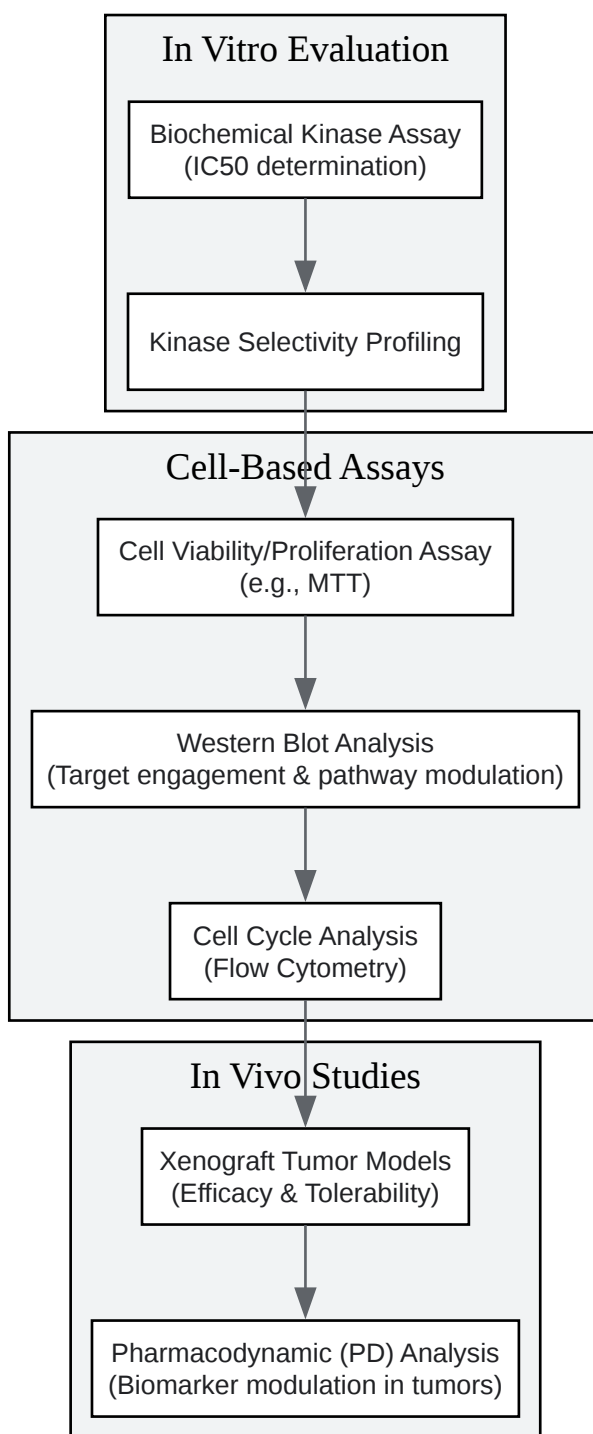 In Vitro Evaluation
Biochemical Kinase Assay
(IC50 determination)
Kinase Selectivity Profiling
Cell-Based Assays
Cell Viability/Proliferation Assay
(e.g., MTT)
Western Blot Analysis
(Target engagement & pathway modulation)
Cell Cycle Analysis
(Flow Cytometry)
In Vivo Studies
Xenograft Tumor Models
(Efficacy & Tolerability)
Pharmacodynamic (PD) Analysis
(Biomarker modulation in tumors)